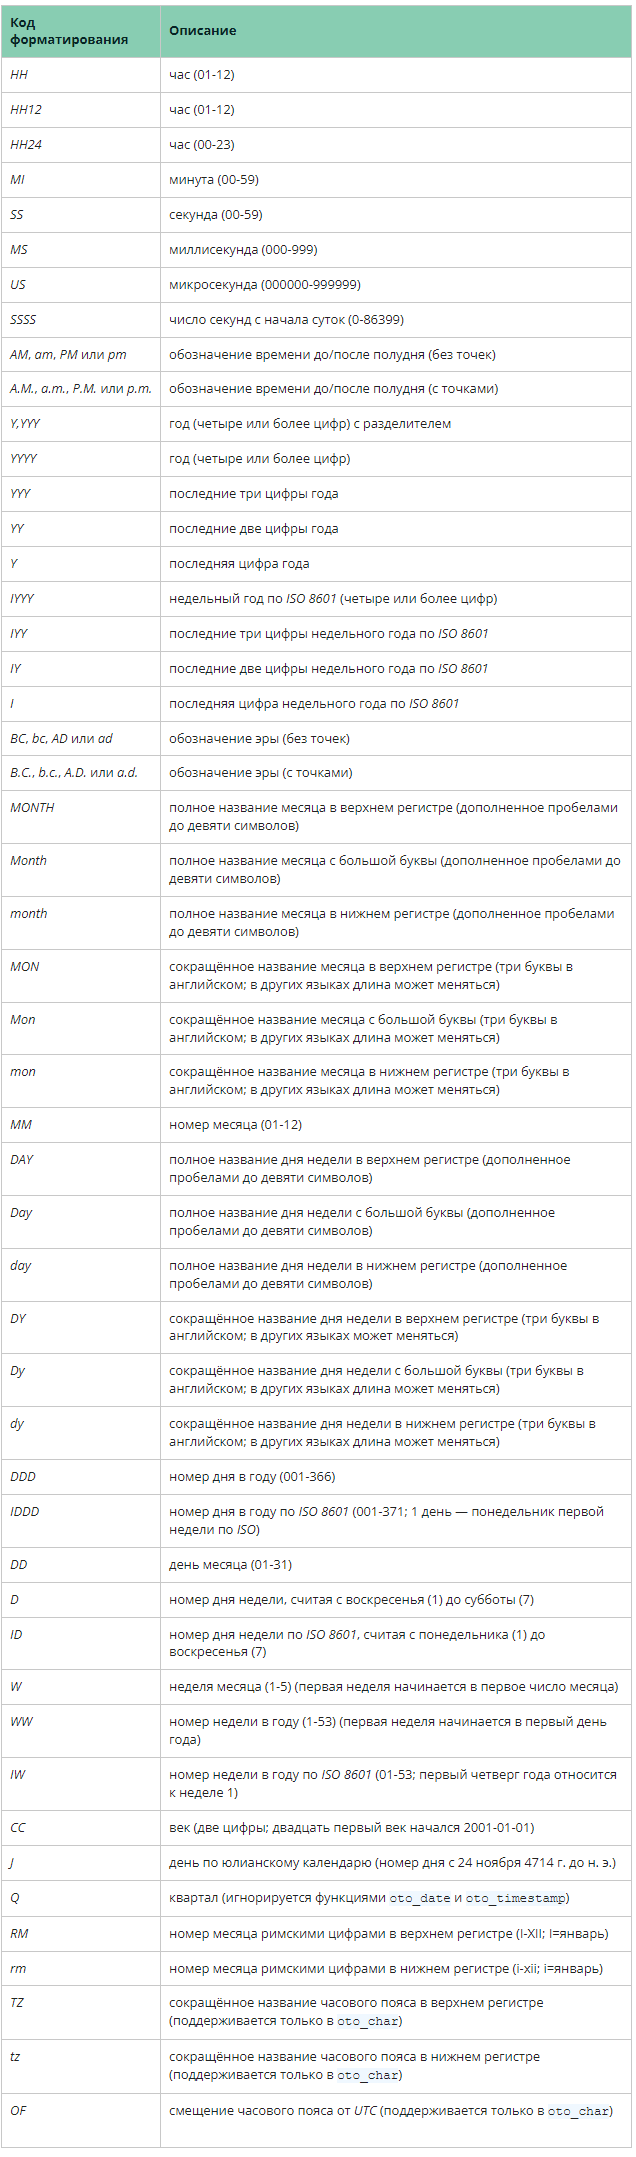 Код
форматирования
Описание
HH
час (01-12)
HH12
час (01-12)
HH24
час (00-23)
MI
минута (00-59)
SS
секунда (00-59)
MS
миллисекунда (000-999)
US
микросекунда (000000-999999)
SSSS
число секунд с начала суток (0-86399)
AM, am, PM или pm
обозначение времени до/после полудня (без точек)
A.M., a.m., P.M. или p.m.
обозначение времени до/после полудня (с точками)
Y,YYY
год (четыре или более цифр) с разделителем
YYYY
год (четыре или более цифр)
YYY
последние три цифры года
YY
последние две цифры года
Y
последняя цифра года
IYYY
недельный год по ISO 8601 (четыре или более цифр)
IYY
последние три цифры недельного года по ISO 8601
IY
последние две цифры недельного года по ISO 8601
I
последняя цифра недельного года по ISO 8601
BC, bc, AD или ad
обозначение эры (без точек)
B.C., b.c., A.D. или a.d.
обозначение эры (с точками)
MONTH
полное название месяца в верхнем регистре (дополненное пробелами
до девяти символов)
Month
полное название месяца с большой буквы (дополненное пробелами до
девяти символов)
month
полное название месяца в нижнем регистре (дополненное пробелами
до девяти символов)
MON
сокращённое название месяца в верхнем регистре (три буквы в
английском; в других языках длина может меняться)
Mon
сокращённое название месяца с большой буквы (три буквы в
английском; в других языках длина может меняться)
mon
сокращённое название месяца в нижнем регистре (три буквы в
английском; в других языках длина может меняться)
MM
номер месяца (01-12)
DAY
полное название дня недели в верхнем регистре (дополненное
пробелами до девяти символов)
Day
полное название дня недели с большой буквы (дополненное
пробелами до девяти символов)
day
полное название дня недели в нижнем регистре (дополненное
пробелами до девяти символов)
DY
сокращённое название дня недели в верхнем регистре (три буквы в
английском; в других языках может меняться)
Dy
сокращённое название дня недели с большой буквы (три буквы в
английском; в других языках длина может меняться)
dy
сокращённое название дня недели в нижнем регистре (три буквы в
английском; в других языках длина может меняться)
DDD
номер дня в году (001-366)
IDDD
номер дня в году по ISO 8601 (001-371; 1 день — понедельник первой
недели по ISO)
DD
день месяца (01-31)
D
номер дня недели, считая с воскресенья (1) до субботы (7)
ID
номер дня недели по ISO 8601, считая с понедельника (1) до
воскресенья (7)
W
неделя месяца (1-5) (первая неделя начинается в первое число месяца)
WW
номер недели в году (1-53) (первая неделя начинается в первый день
года)
IW
номер недели в году по ISO 8601 (01-53; первый четверг года относится
к неделе 1)
CC
век (две цифры; двадцать первый век начался 2001-01-01)
J
день по юлианскому календарю (номер дня с 24 ноября 4714 г. до н. э.)
Q
квартал (игнорируется функциями oto_date и oto_timestamp)
RM
номер месяца римскими цифрами в верхнем регистре (I-XII; I=январь)
rm
номер месяца римскими цифрами в нижнем регистре (i-xii; i=январь)
TZ
сокращённое название часового пояса в верхнем регистре
(поддерживается только в oto_char)
tz
сокращённое название часового пояса в нижнем регистре
(поддерживается только в oto_char)
OF
смещение часового пояса от UTC (поддерживается только в oto_char)